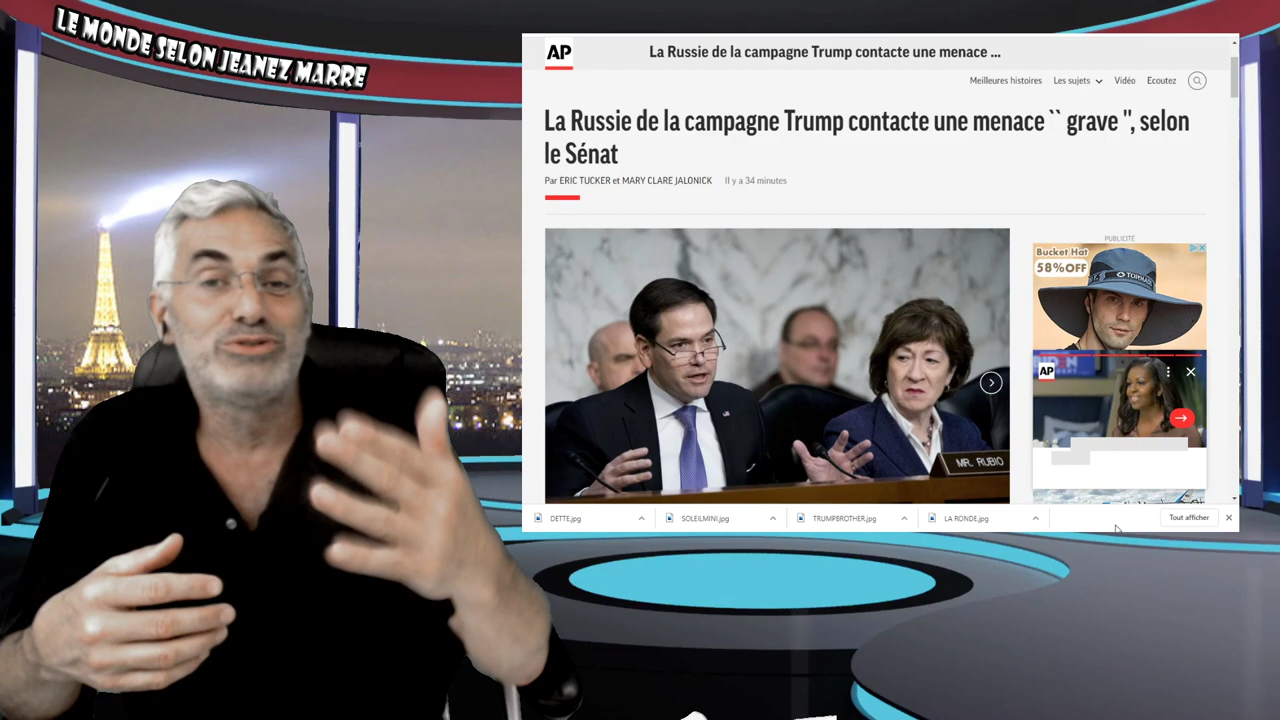 LE MONDE SELON JEANEZ MARRE
AP
La Russie de la campagne Trump contacte une menace ...
Meilleures histoires
Les sujets
Vidéo
Ecoutez
La Russie de la campagne Trump contacte une menace `` grave '', selon
le Sénat
Par ERIC TUCKER et MARY CLARE JALONICK
Il y a 34 minutes
PUBLICITÉ
Bucket Hat
58%OFF
AP
MR. RUBIO
DETTE.jpg
SOLEILMINI.jpg
TRUMPBROTHER.jpg
LA RONDE.jpg
Tout afficher